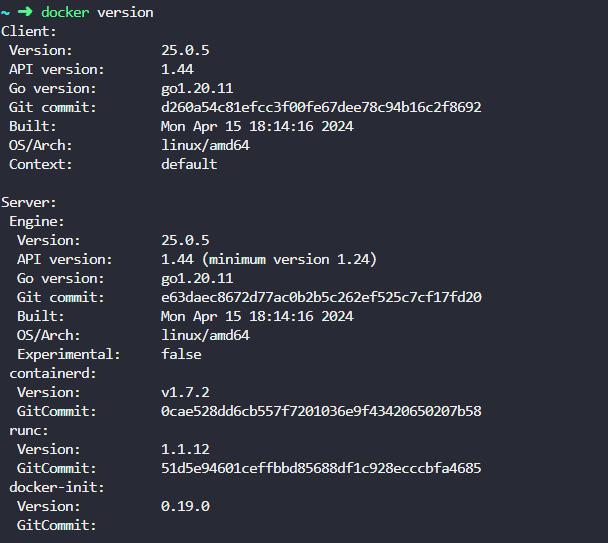 ~ ➜ docker version
Client:
 Version:           25.0.5
 API version:       1.44
 Go version:        go1.20.11
 Git commit:        d260a54c81efcc3f00fe67dee78c94b16c2f8692
 Built:             Mon Apr 15 18:14:16 2024
 OS/Arch:           linux/amd64
 Context:           default

Server:
 Engine:
  Version:          25.0.5
  API version:      1.44 (minimum version 1.24)
  Go version:       go1.20.11
  Git commit:       e63daec8672d77ac0b2b5c262ef525c7cf17fd20
  Built:            Mon Apr 15 18:14:16 2024
  OS/Arch:          linux/amd64
  Experimental:     false
 containerd:
  Version:          v1.7.2
  GitCommit:        0cae528dd6cb557f7201036e9f43420650207b58
 runc:
  Version:          1.1.12
  GitCommit:        51d5e94601ceffbbd85688df1c928ecccbfa4685
 docker-init:
  Version:          0.19.0
  GitCommit: